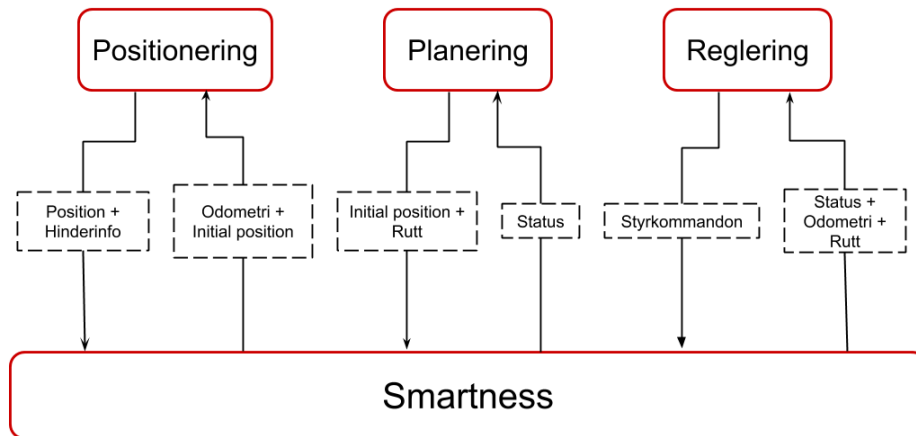 Positionering
Planering
Reglering
Position +
Hinderinfo
Odometri +
Initial position
Initial position +
Rutt
Status
Styrkommandon
Status +
Odometri +
Rutt
Smartness